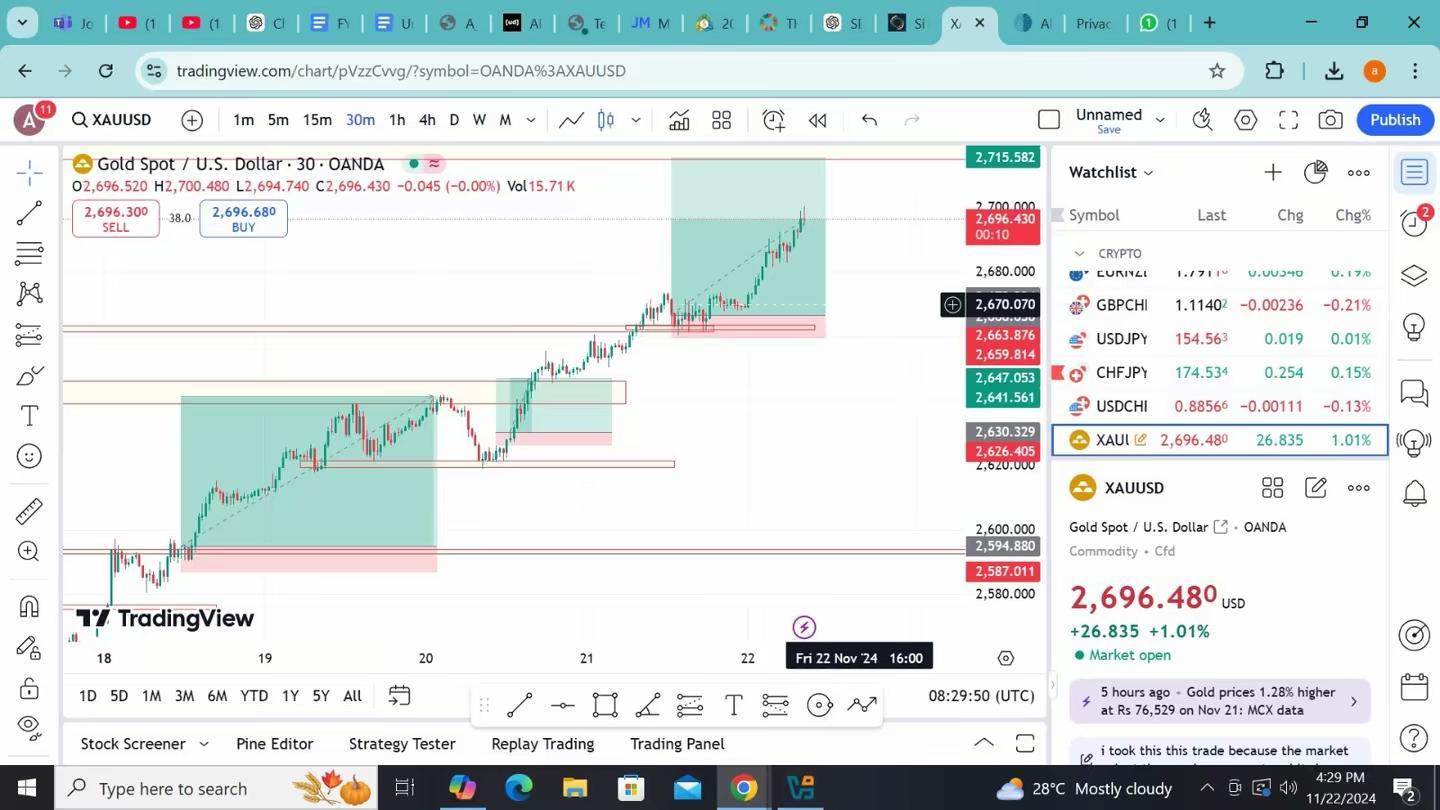 Jo
(1
(1
Cl
FY
Ur
A
[ud]
Al
Te
JM
M
20
TH
SI
Si
X/
Al
Privac
(1
tradingview.com/chart/pVzzCvvg/?symbol=OANDA%3AXAUUSD
a
A
11
XAUUSD
1m 5m 15m 30m 1h 4h D W M
Unnamed
Save
Publish
Gold Spot / U.S. Dollar · 30 · OANDA
O2,696.520 H2,700.480 L2,694.740 C2,696.430 −0.045 (−0.00%) Vol15.71 K
2,696.300
SELL
38.0
2,696.680
BUY
2,715.582
2,700.000
2,696.430
00:10
2,680.000
2,670.070
2,663.876
2,659.814
2,647.053
2,641.561
2,630.329
2,626.405
2,620.000
2,600.000
2,594.880
2,587.011
2,580.000
TradingView
18 19 20 21 22
Fri 22 Nov '24 16:00
1D 5D 1M 3M 6M YTD 1Y 5Y All
08:29:50 (UTC)
Stock Screener Pine Editor Strategy Tester Replay Trading Trading Panel
Watchlist
Symbol Last Chg Chg%
CRYPTO
EURNZI 1.79110 0.00346 0.19%
GBPCHI 1.11402 −0.00236 −0.21%
USDJPY 154.563 0.019 0.01%
CHFJPY 174.534 0.254 0.15%
USDCHI 0.88566 −0.00111 −0.13%
XAUI 2,696.480 26.835 1.01%
XAUUSD
Gold Spot / U.S. Dollar • OANDA
Commodity • Cfd
2,696.480 USD
+26.835 +1.01%
Market open
5 hours ago • Gold prices 1.28% higher
at Rs 76,529 on Nov 21: MCX data
i took this this trade because the market
2
Type here to search
28°C Mostly cloudy
4:29 PM
11/22/2024
2